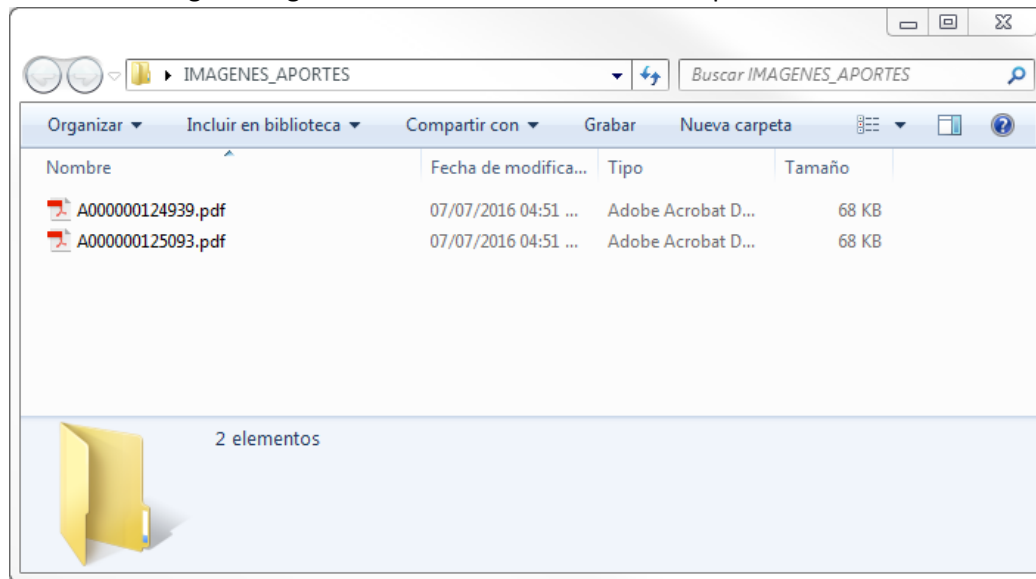 IMAGENES_APORTES
Buscar IMAGENES_APORTES
Organizar Incluir en biblioteca Compartir con Grabar Nueva carpeta
Nombre Fecha de modifica... Tipo Tamaño
A000000124939.pdf 07/07/2016 04:51 ... Adobe Acrobat D... 68 KB
A000000125093.pdf 07/07/2016 04:51 ... Adobe Acrobat D... 68 KB
2 elementos